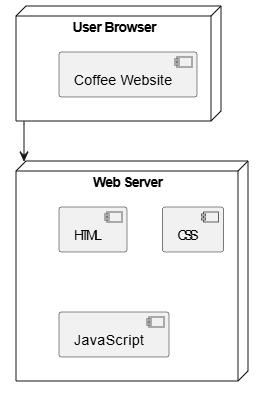 User Browser
Coffee Website
Web Server
HTML
CSS
JavaScript